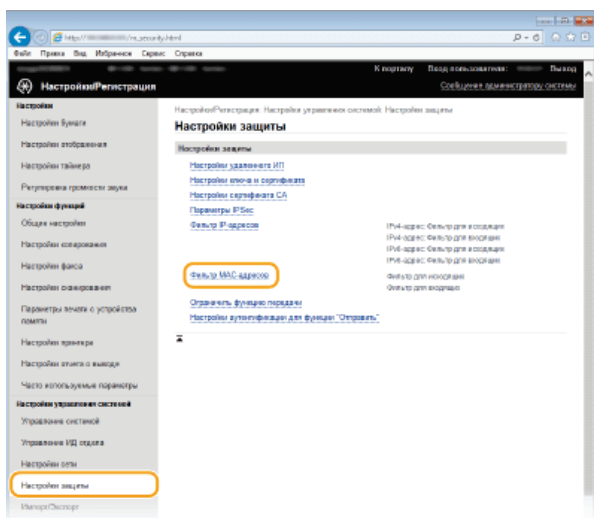 http://
/m_security.html
Файл Правка Вид Избранное Сервис Справка
К порталу Вход пользователя: Выход
Настройки/Регистрация
Сообщение администратору системы
Настройки
Настройки бумаги
Настройки отображения
Настройки таймера
Регулировка громкости звука
Настройки функций
Общие настройки
Настройки копирования
Настройки факса
Настройки сканирования
Параметры печати с устройства
памяти
Настройки принтера
Настройки отчета о выводе
Часто используемые параметры
Настройки управления системой
Управление системой
Управление ИД отдела
Настройки сети
Настройки защиты
Импорт/Экспорт
Настройки/Регистрация: Настройки управления системой: Настройки защиты
Настройки защиты
Настройки защиты
Настройки удаленного ИП
Настройки ключа и сертификата
Настройки сертификата CA
Параметры IPSec
Фильтр IP-адресов
IPv4-адрес: Фильтр для исходящих
IPv4-адрес: Фильтр для входящих
IPv6-адрес: Фильтр для исходящих
IPv6-адрес: Фильтр для входящих
Фильтр MAC-адресов
Фильтр для исходящих
Фильтр для входящих
Ограничить функцию передачи
Настройки аутентификации для функции "Отправить"